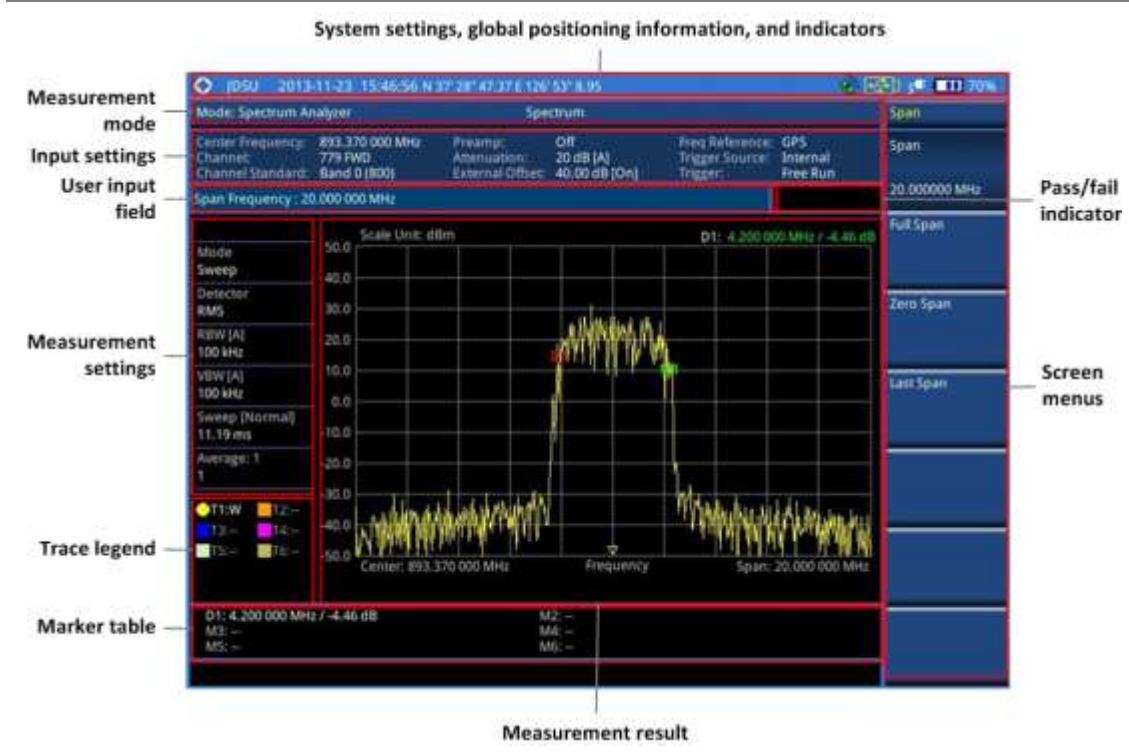 System settings, global positioning information, and indicators
JDSU 2013-11-23 15:46:56 N 37° 28" 47.37 E 126° 53" 8.95
70%
Measurement mode
Mode: Spectrum Analyzer
Spectrum
Span
Input settings
Center Frequency: 893.370 000 MHz
Preamp: Off
Freq Reference: GPS
Channel: 779 FWD
Attenuation: 20 dB [A]
Trigger Source: Internal
Channel Standard: Band 0 (800)
External Offset: 40.00 dB [On]
Trigger: Free Run
Span
20.000000 MHz
User input field
Span Frequency : 20.000 000 MHz
Pass/fail indicator
Full Span
Zero Span
Last Span
Screen menus
Measurement settings
Mode
Sweep
Detector
RMS
RBW [A]
100 kHz
VBW [A]
100 kHz
Sweep [Normal]
11.19 ms
Average: 1
1
Scale Unit: dBm
D1: 4.200 000 MHz / -4.46 dB
50.0
40.0
30.0
20.0
10.0
0.0
-10.0
-20.0
-30.0
-40.0
-50.0
Center: 893.370 000 MHz
Frequency
Span: 20.000 000 MHz
Trace legend
T1:W
T2:--
T3:--
T4:--
T5:--
T6:--
Marker table
D1: 4.200 000 MHz / -4.46 dB
M2: --
M3: --
M4: --
M5: --
M6: --
Measurement result